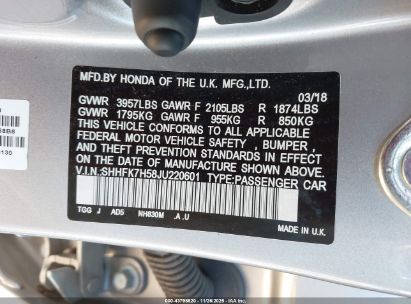 MFD.BY HONDA OF THE U.K. MFG.,LTD.
03/18
GVWR 3957LBS GAWR F 2105LBS R 1874LBS
GVWR 1795KG GAWR F 955KG R 850KG
THIS VEHICLE CONFORMS TO ALL APPLICABLE
FEDERAL MOTOR VEHICLE SAFETY , BUMPER ,
AND THEFT PREVENTION STANDARDS IN EFFECT
ON THE DATE OF MANUFACTURE SHOWN ABOVE.
V.I.N:SHHFK7H58JU220601 TYPE:PASSENGER CAR
TGG J AD5 NH830M .A .U
MADE IN U.K.